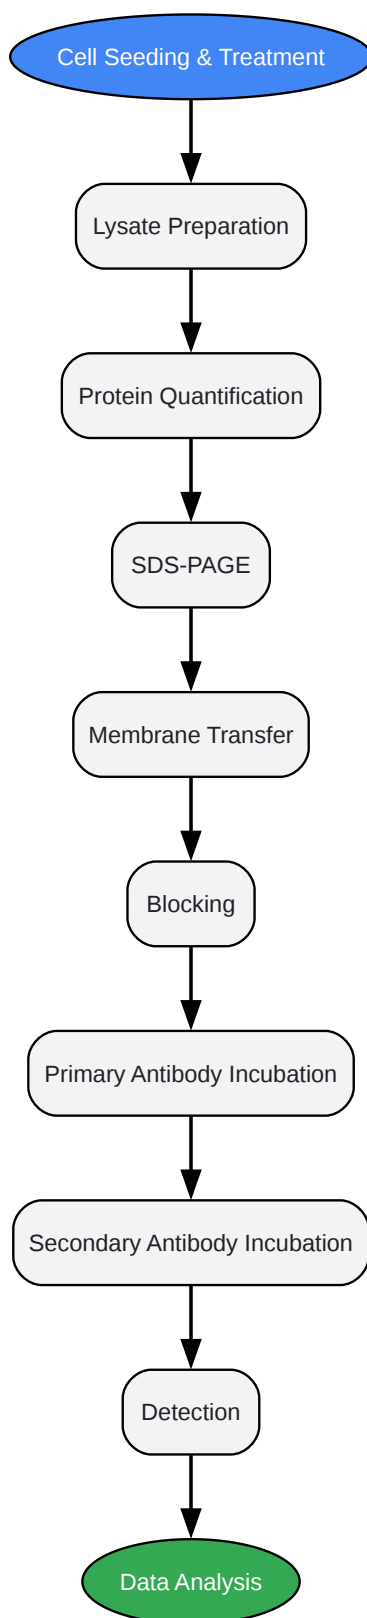 Cell Seeding & Treatment
Lysate Preparation
Protein Quantification
SDS-PAGE
Membrane Transfer
Blocking
Primary Antibody Incubation
Secondary Antibody Incubation
Detection
Data Analysis